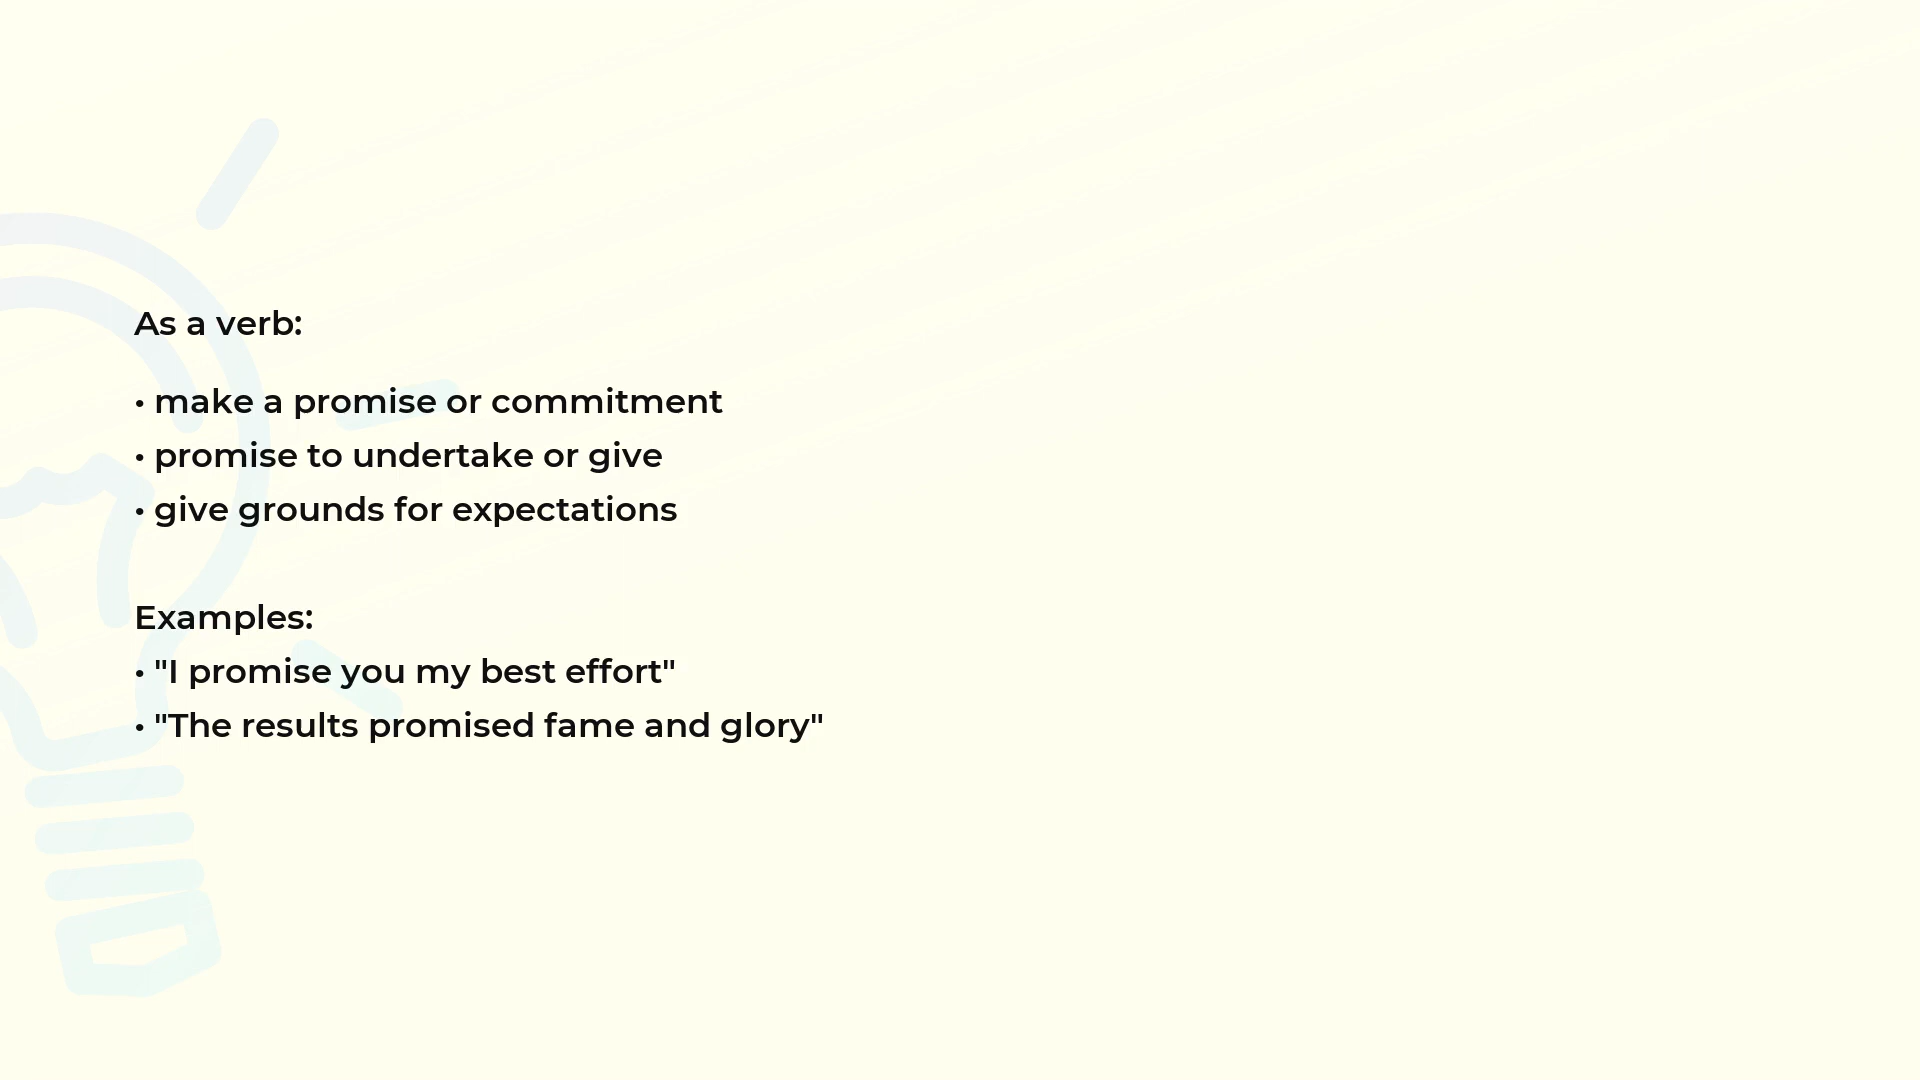 As a verb:
• make a promise or commitment
• promise to undertake or give
• give grounds for expectations
Examples:
• "I promise you my best effort"
• "The results promised fame and glory"